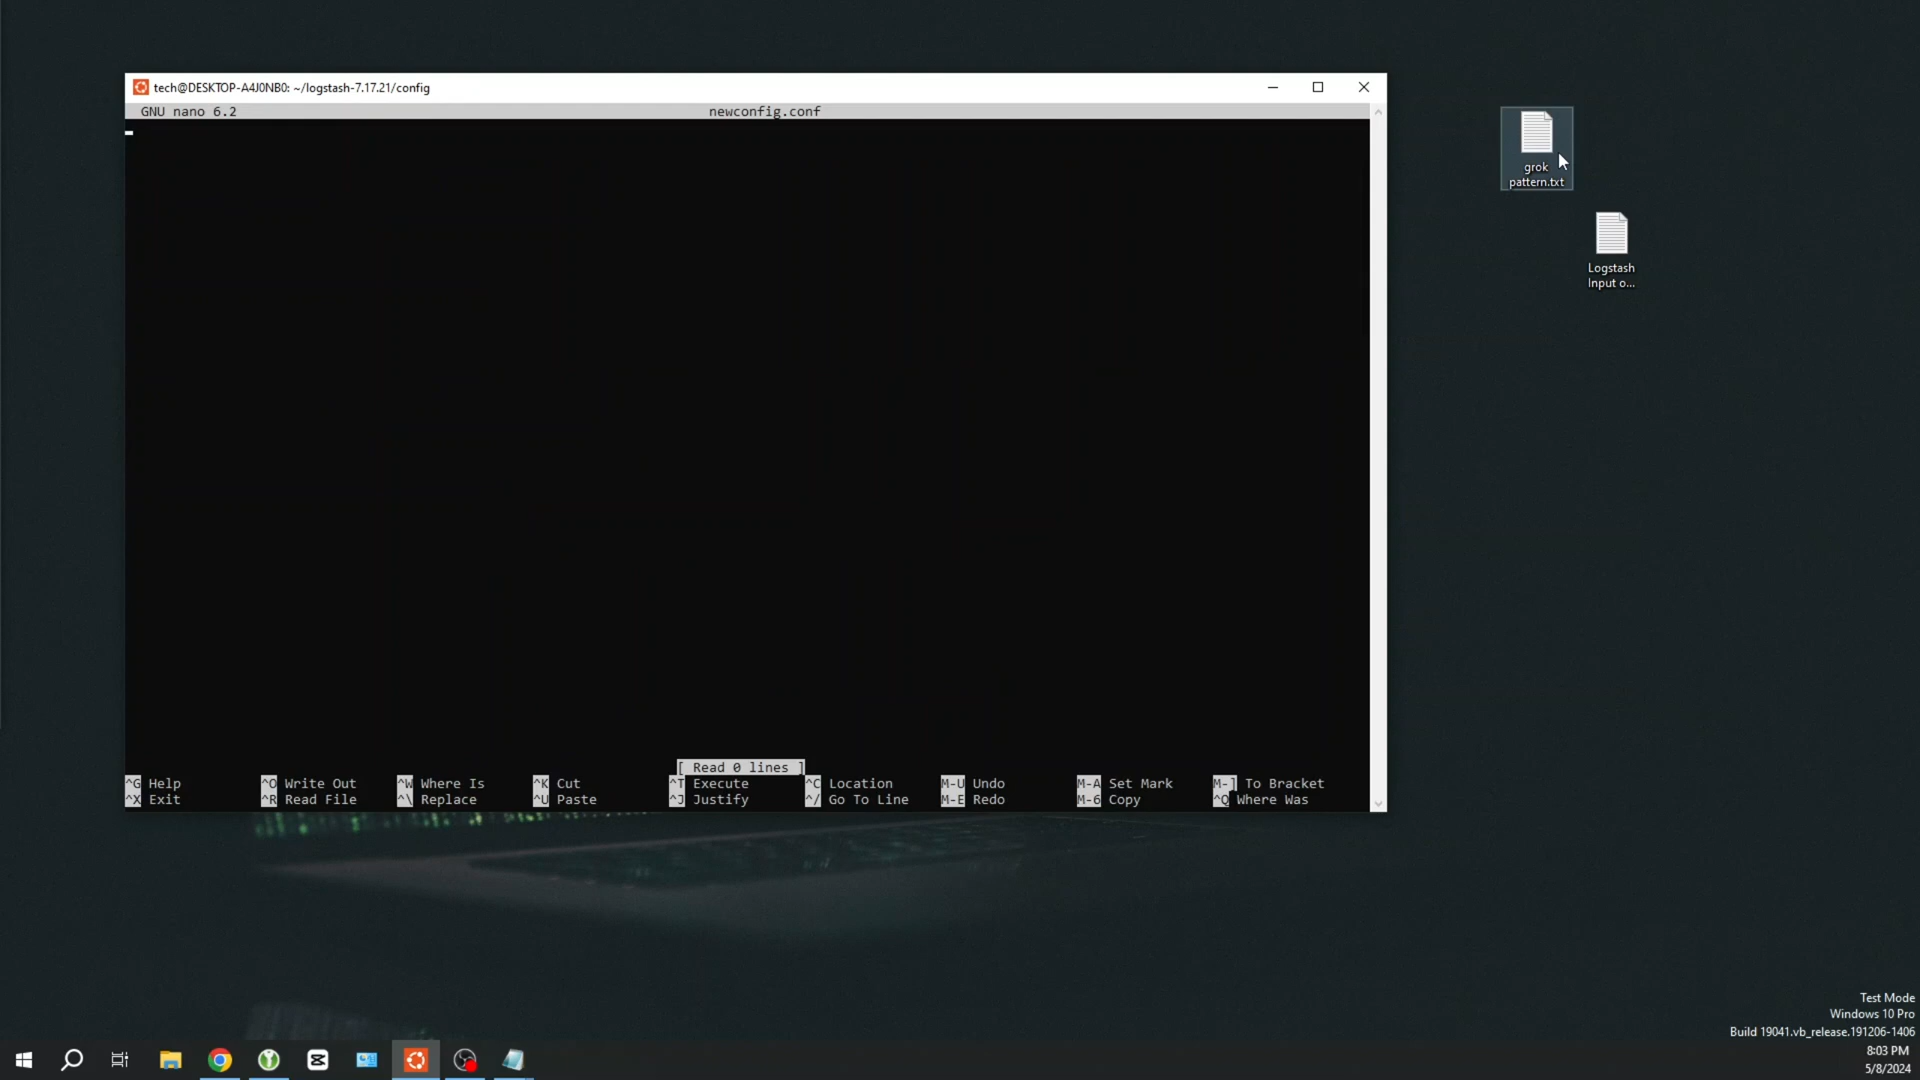 tech@DESKTOP-A4J0NB0: ~/logstash-7.17.21/config
GNU nano 6.2 newconfig.conf
grok
pattern.txt
Logstash
Input o...
[ Read 0 lines ]
^G Help ^O Write Out ^W Where Is ^K Cut ^T Execute ^C Location M-U Undo M-A Set Mark M-] To Bracket
^X Exit ^R Read File ^\ Replace ^U Paste ^J Justify ^/ Go To Line M-E Redo M-6 Copy ^Q Where Was
Test Mode
Windows 10 Pro
Build 19041.vb_release.191206-1406
8:03 PM
5/8/2024